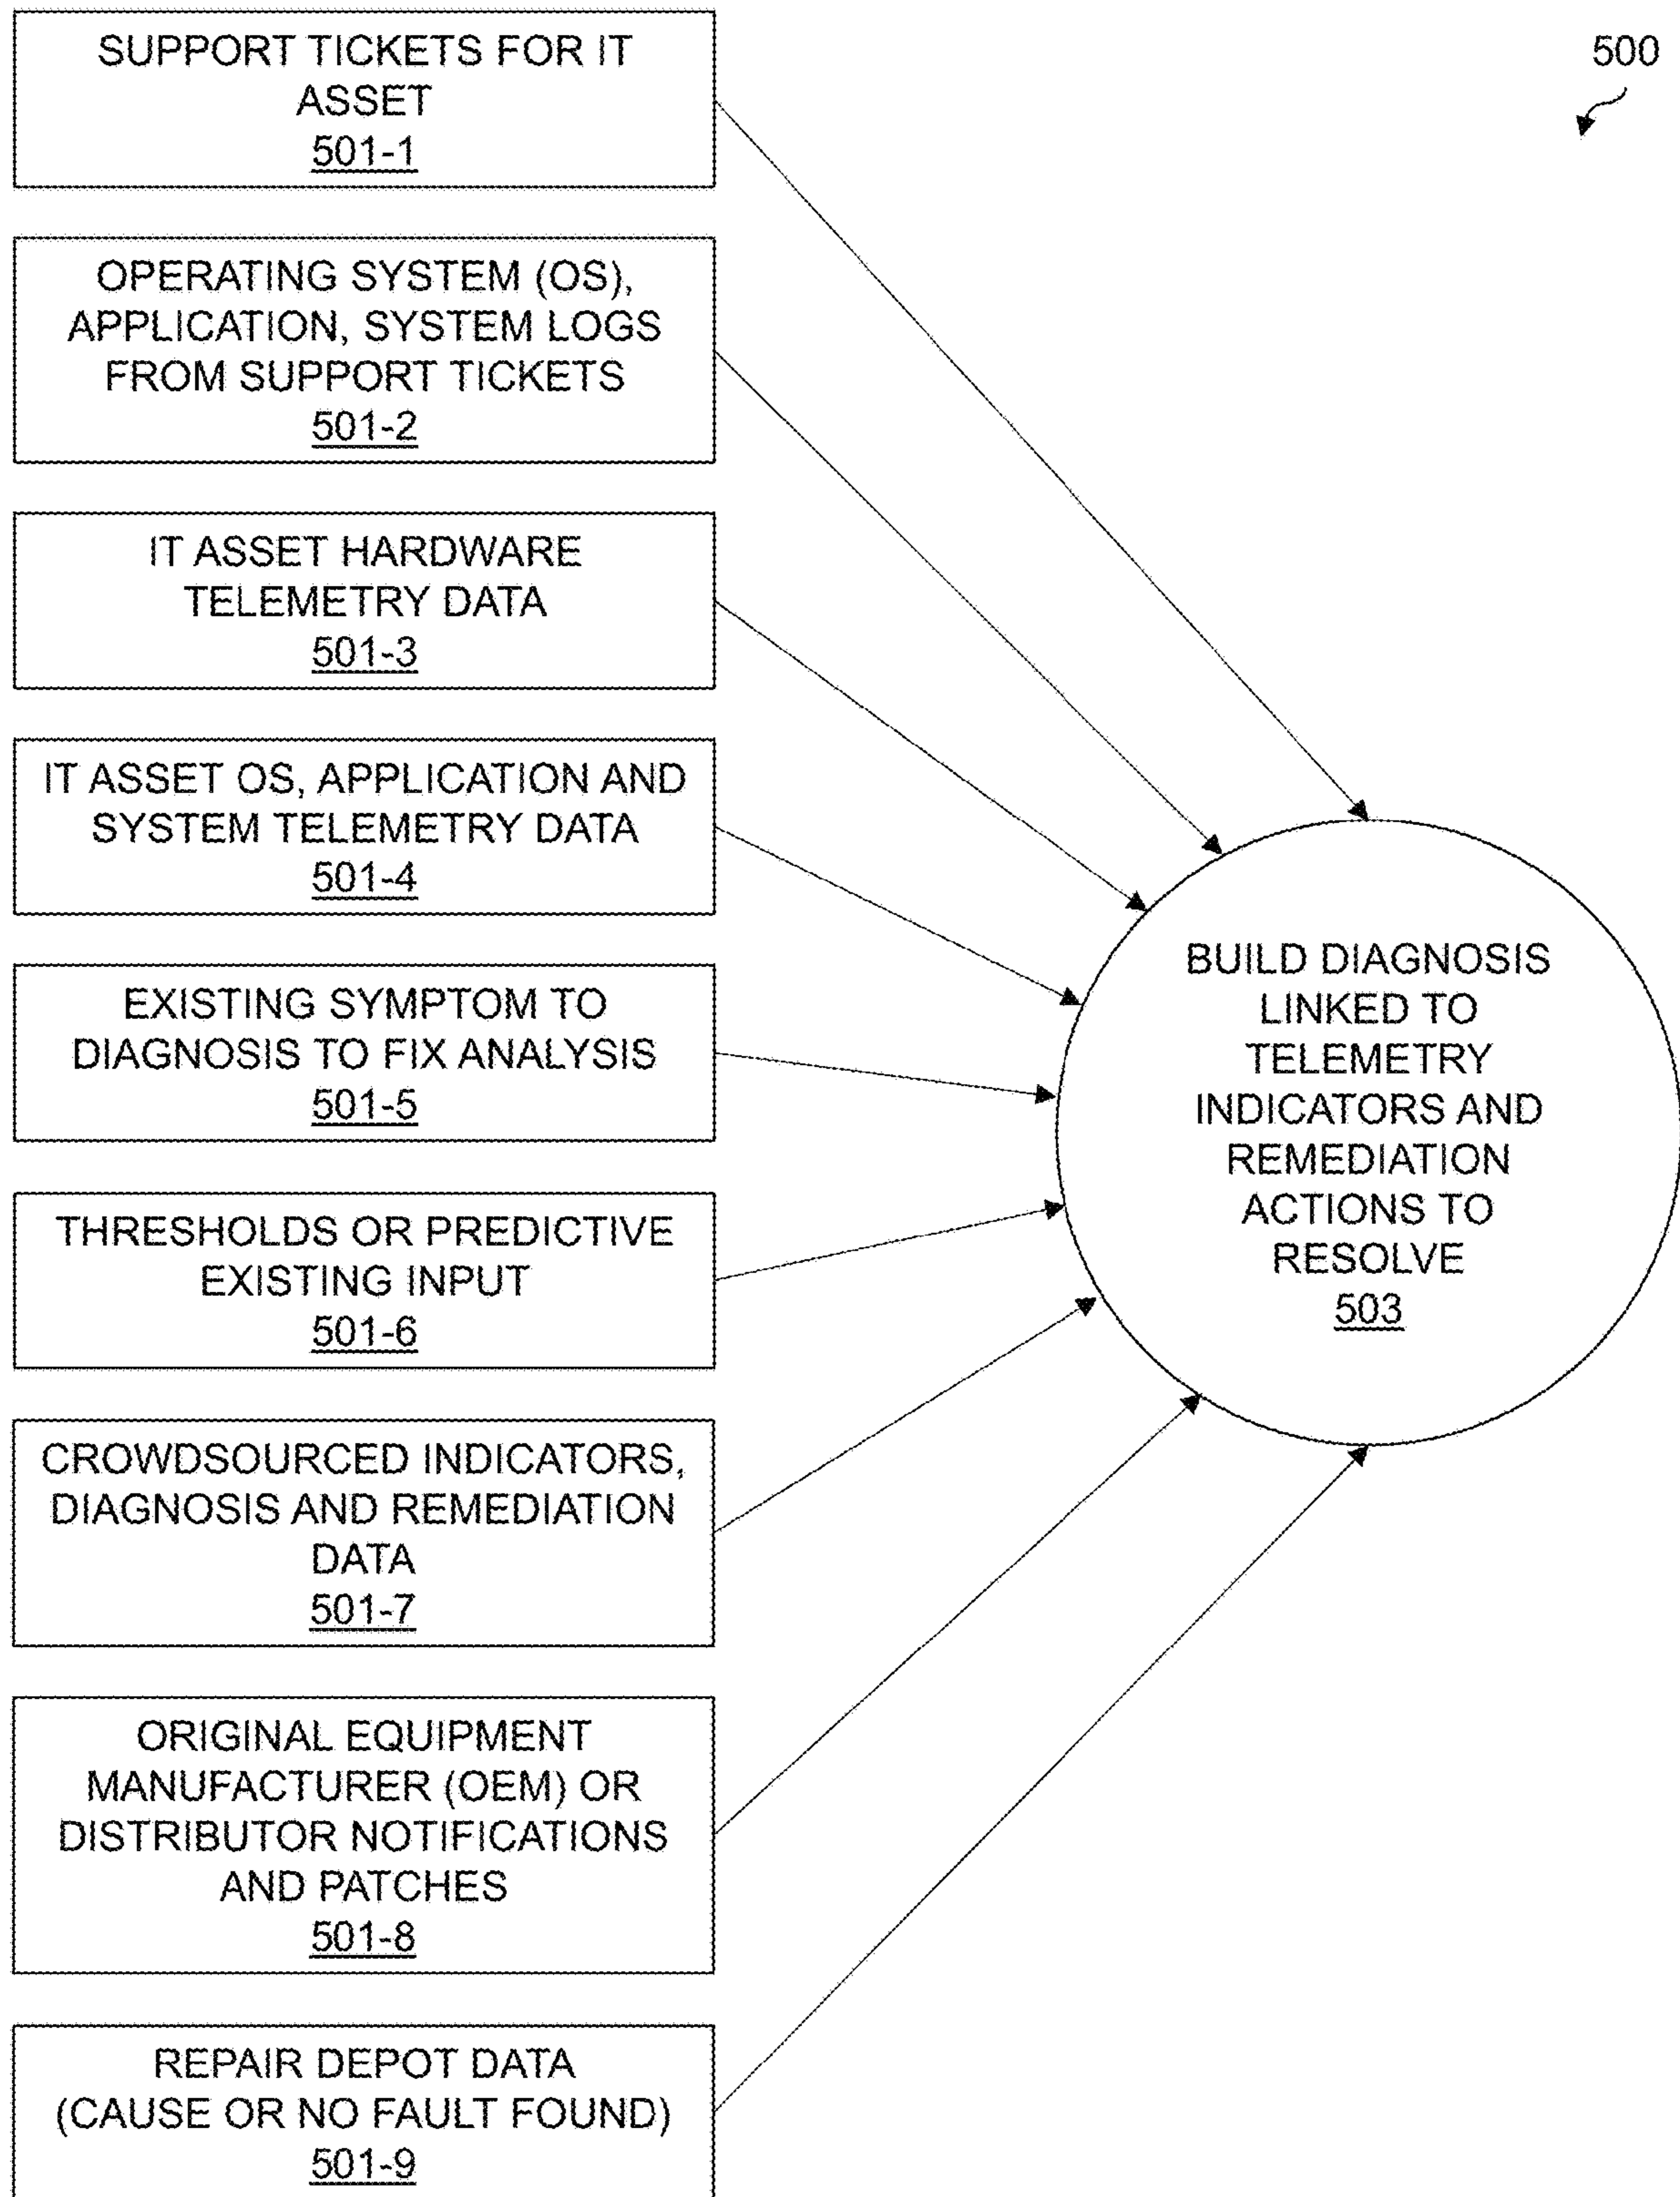 500
SUPPORT TICKETS FOR IT
ASSET
501-1
OPERATING SYSTEM (OS),
APPLICATION, SYSTEM LOGS
FROM SUPPORT TICKETS
501-2
IT ASSET HARDWARE
TELEMETRY DATA
501-3
IT ASSET OS, APPLICATION AND
SYSTEM TELEMETRY DATA
501-4
EXISTING SYMPTOM TO
DIAGNOSIS TO FIX ANALYSIS
501-5
THRESHOLDS OR PREDICTIVE
EXISTING INPUT
501-6
CROWDSOURCED INDICATORS,
DIAGNOSIS AND REMEDIATION
DATA
501-7
ORIGINAL EQUIPMENT
MANUFACTURER (OEM) OR
DISTRIBUTOR NOTIFICATIONS
AND PATCHES
501-8
REPAIR DEPOT DATA
(CAUSE OR NO FAULT FOUND)
501-9
BUILD DIAGNOSIS
LINKED TO
TELEMETRY
INDICATORS AND
REMEDIATION
ACTIONS TO
RESOLVE
503